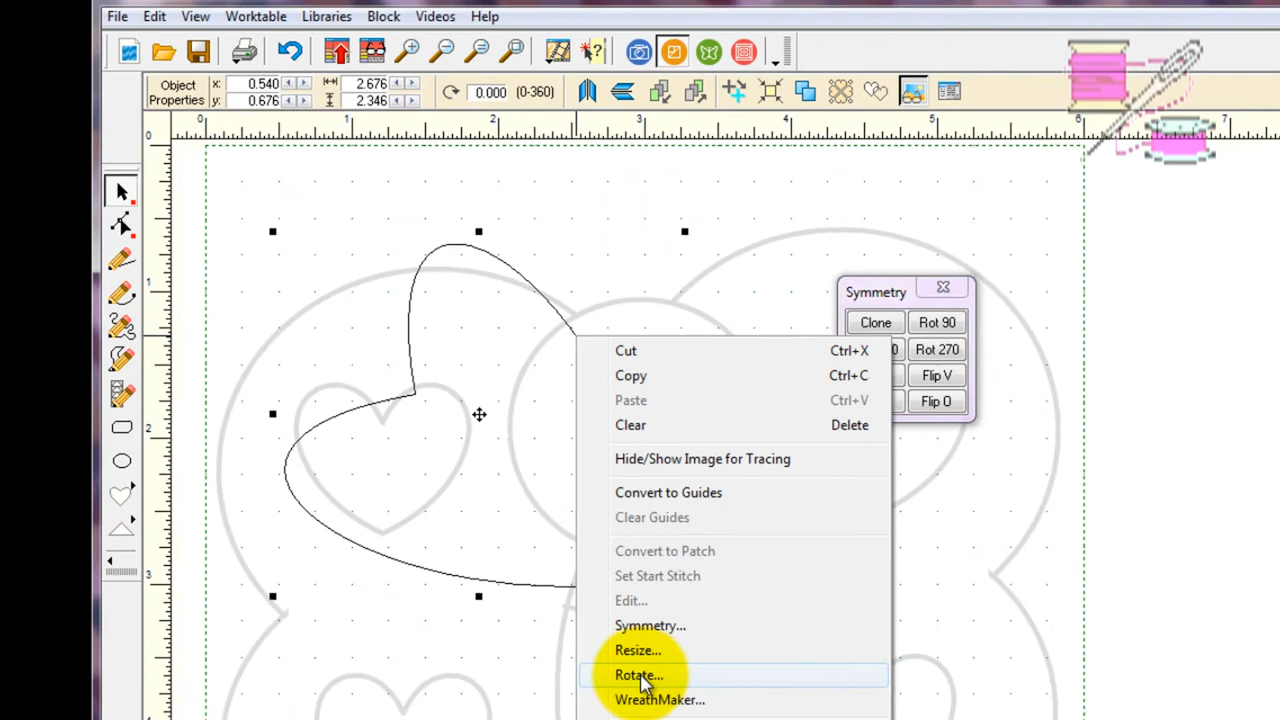 File Edit View Worktable Libraries Block Videos Help
Object Properties x: 0.540 2.676 0.000 (0-360)
y: 0.676 2.346
0 1 2 3 4 5 6 7
0
1
2
3
Symmetry
Clone Rot 90
0 Rot 270
Flip V
Flip O
Cut Ctrl+X
Copy Ctrl+C
Paste Ctrl+V
Clear Delete
Hide/Show Image for Tracing
Convert to Guides
Clear Guides
Convert to Patch
Set Start Stitch
Edit...
Symmetry...
Resize...
Rotate...
WreathMaker...